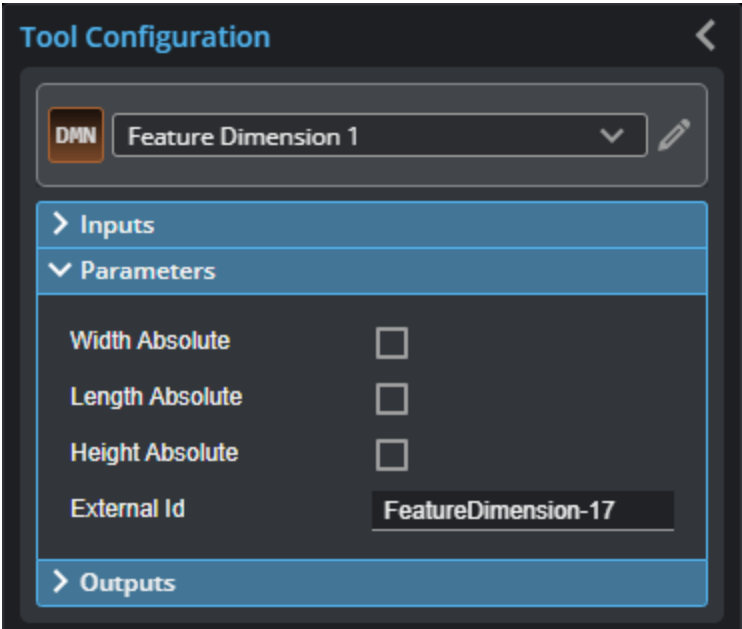 Tool Configuration
DMN Feature Dimension 1
Inputs
Parameters
Width Absolute
Length Absolute
Height Absolute
External Id FeatureDimension-17
Outputs